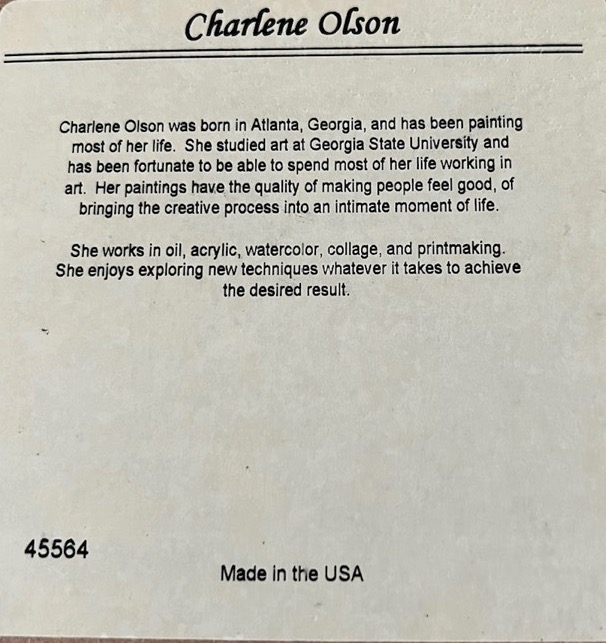 Charlene Olson
Charlene Olson was born in Atlanta, Georgia, and has been painting
most of her life. She studied art at Georgia State University and
has been fortunate to be able to spend most of her life working in
art. Her paintings have the quality of making people feel good, of
bringing the creative process into an intimate moment of life.
She works in oil, acrylic, watercolor, collage, and printmaking.
She enjoys exploring new techniques whatever it takes to achieve
the desired result.
45564
Made in the USA